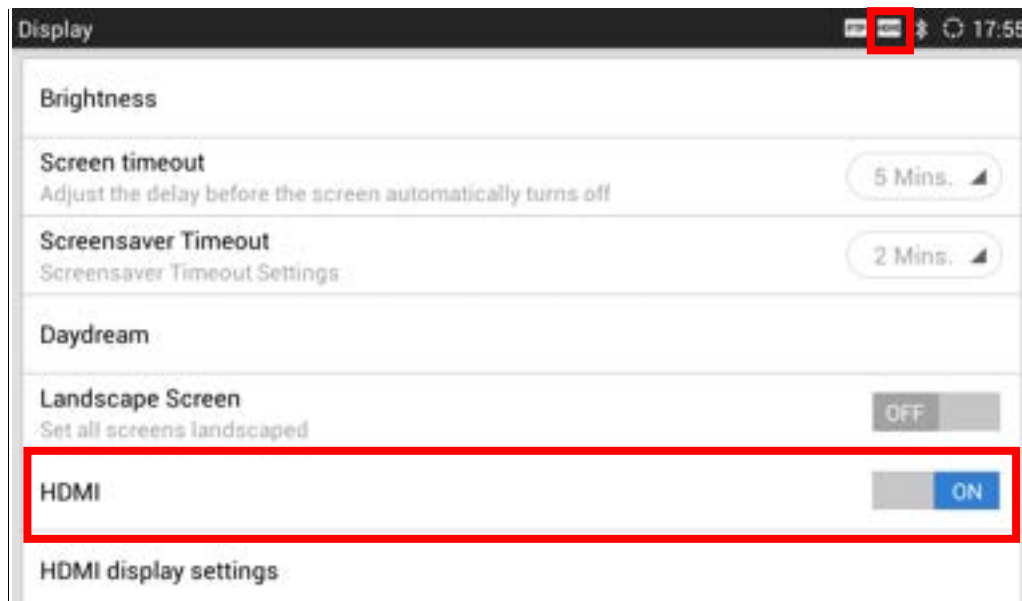 Display 17:55
Brightness
Screen timeout
5 Mins.
Adjust the delay before the screen automatically turns off
Screensaver Timeout
2 Mins.
Screensaver Timeout Settings
Daydream
Landscape Screen
OFF
Set all screens landscaped
HDMI ON
HDMI display settings